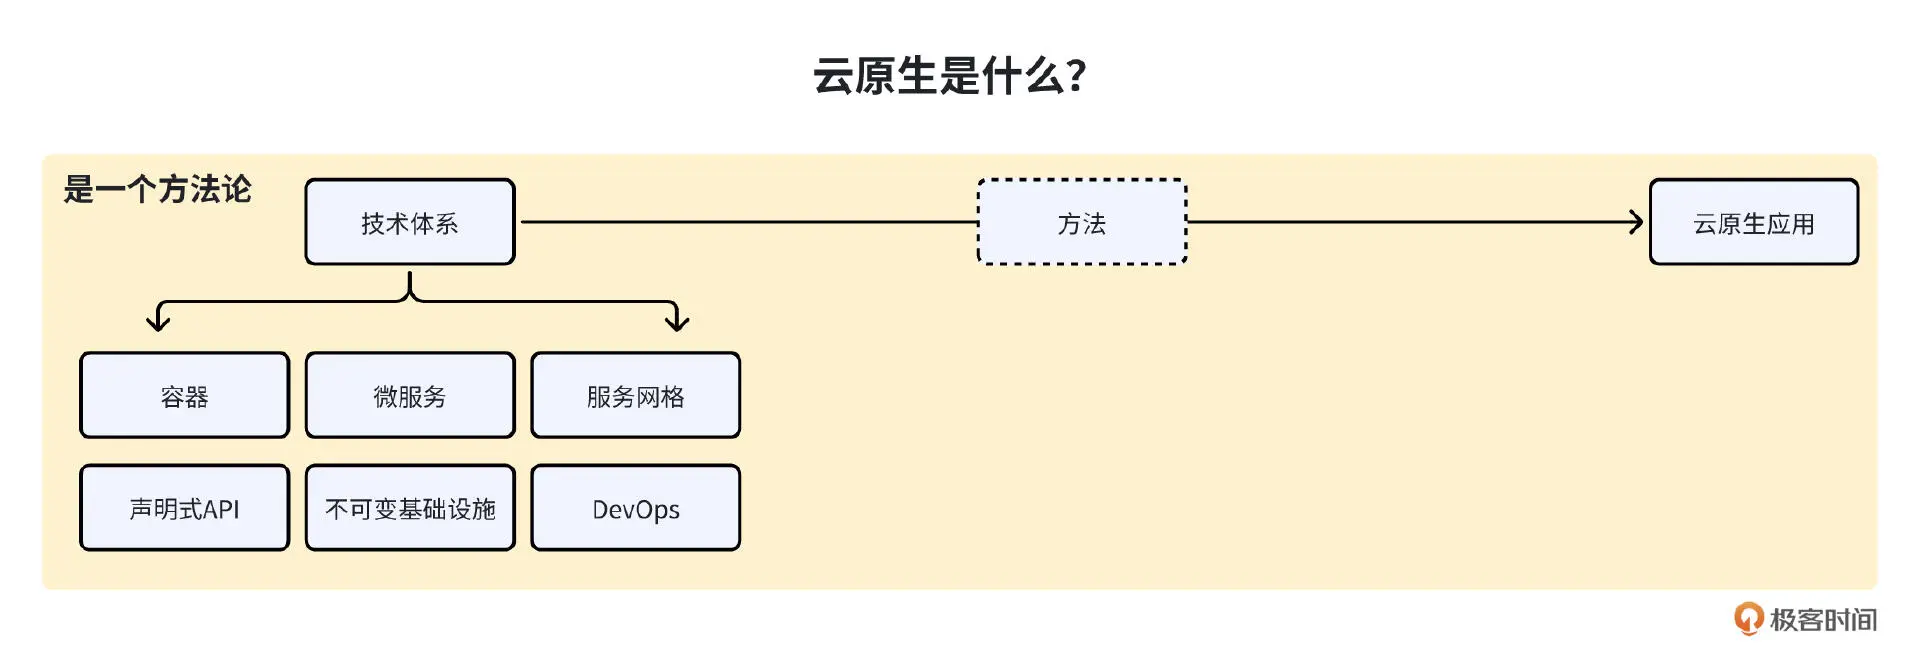 云原生是什么？
是一个方法论
技术体系
方法
云原生应用
容器
微服务
服务网格
声明式API
不可变基础设施
DevOps
极客时间